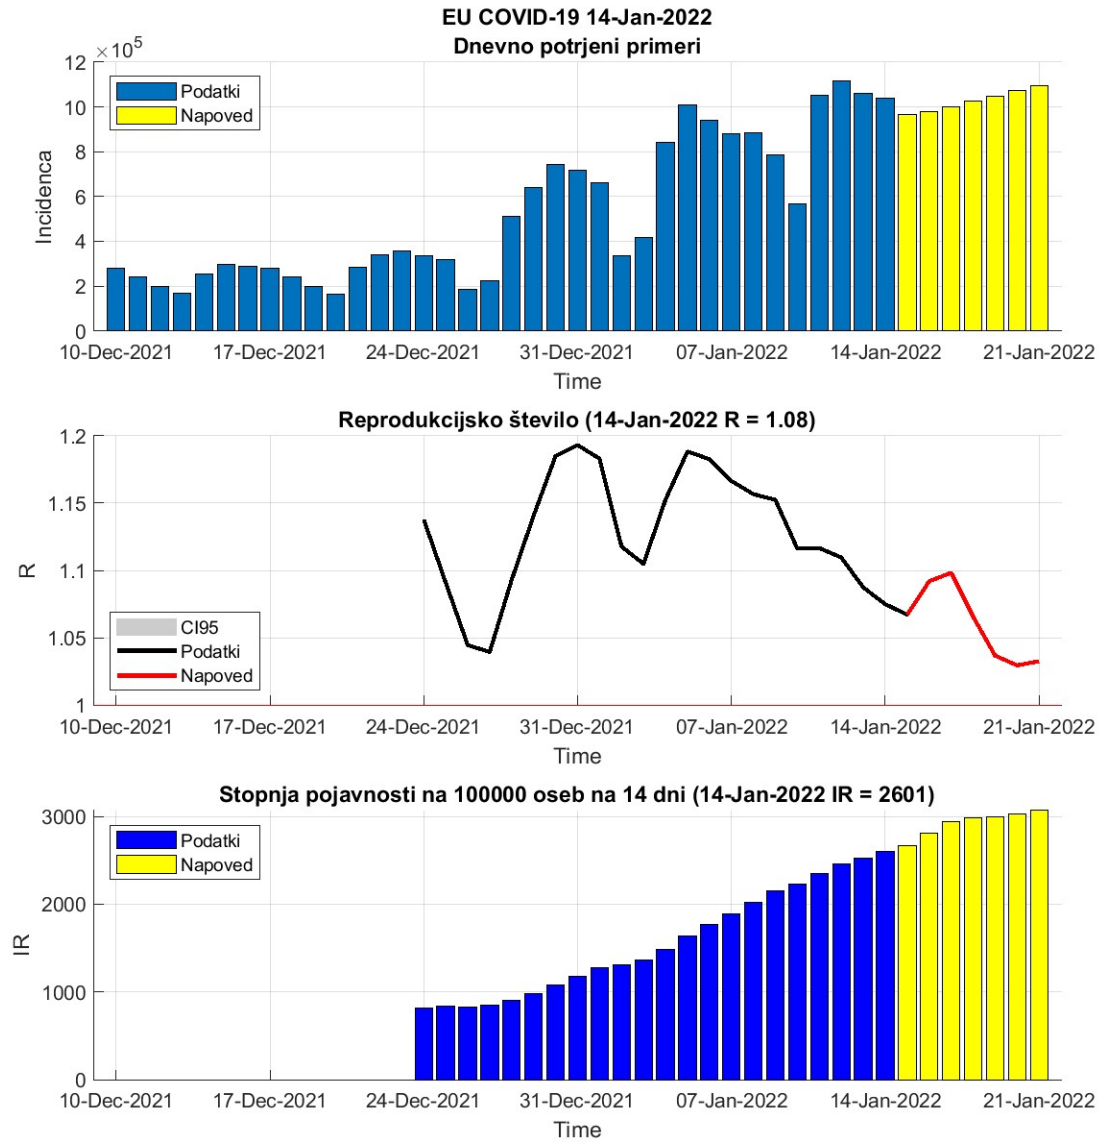 EU COVID-19 14-Jan-2022
Dnevno potrjeni primeri
×10⁵
12
10
8
6
4
2
0
Incidenca
Podatki
Napoved
10-Dec-2021 17-Dec-2021 24-Dec-2021 31-Dec-2021 07-Jan-2022 14-Jan-2022 21-Jan-2022
Time
Reprodukcijsko število (14-Jan-2022 R = 1.08)
1.2
1.15
1.1
1.05
1
R
CI95
Podatki
Napoved
10-Dec-2021 17-Dec-2021 24-Dec-2021 31-Dec-2021 07-Jan-2022 14-Jan-2022 21-Jan-2022
Time
Stopnja pojavnosti na 100000 oseb na 14 dni (14-Jan-2022 IR = 2601)
3000
2000
1000
0
IR
Podatki
Napoved
10-Dec-2021 17-Dec-2021 24-Dec-2021 31-Dec-2021 07-Jan-2022 14-Jan-2022 21-Jan-2022
Time